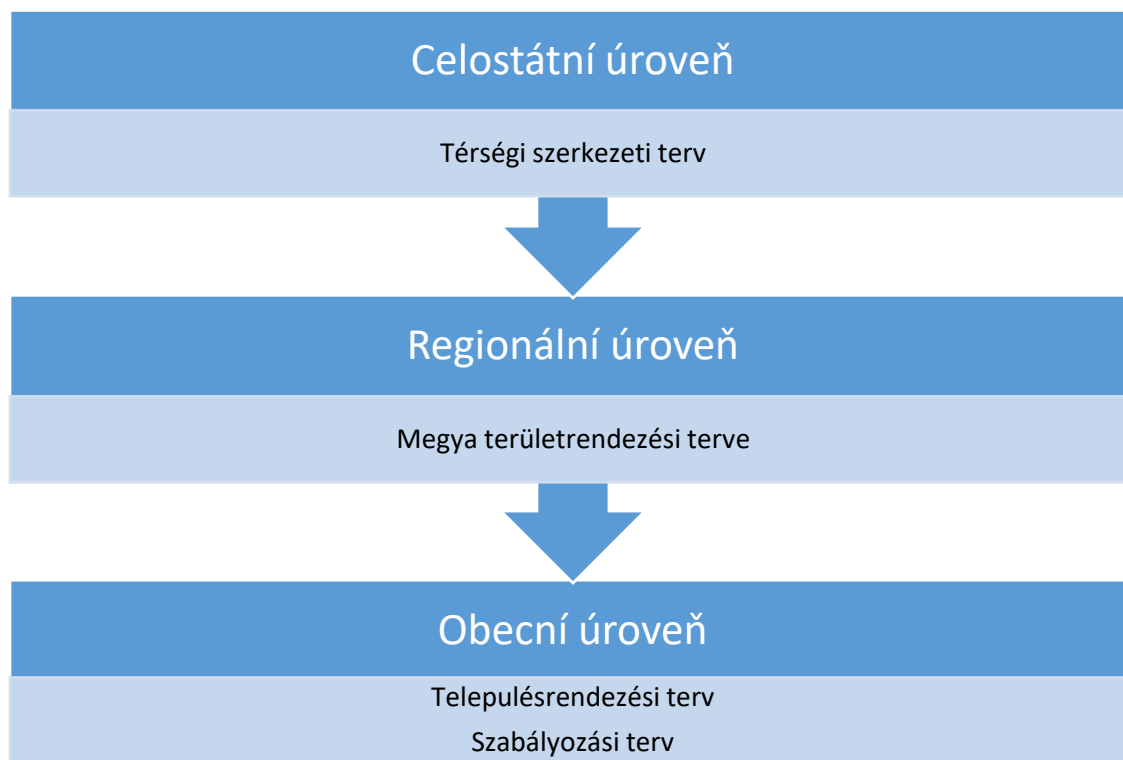 Celostátní úroveň
Térségi szerkezeti terv
Regionální úroveň
Megya területrendezési terve
Obecní úroveň
Településrendezési terv
Szabályozási terv